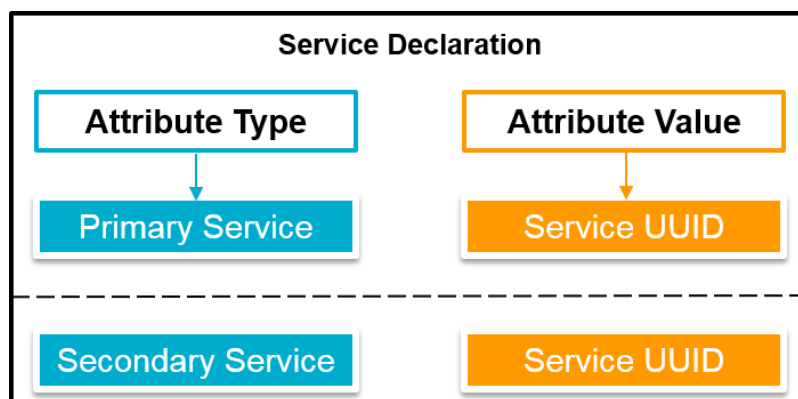 Service Declaration
Attribute Type
Attribute Value
Primary Service
Service UUID
Secondary Service
Service UUID